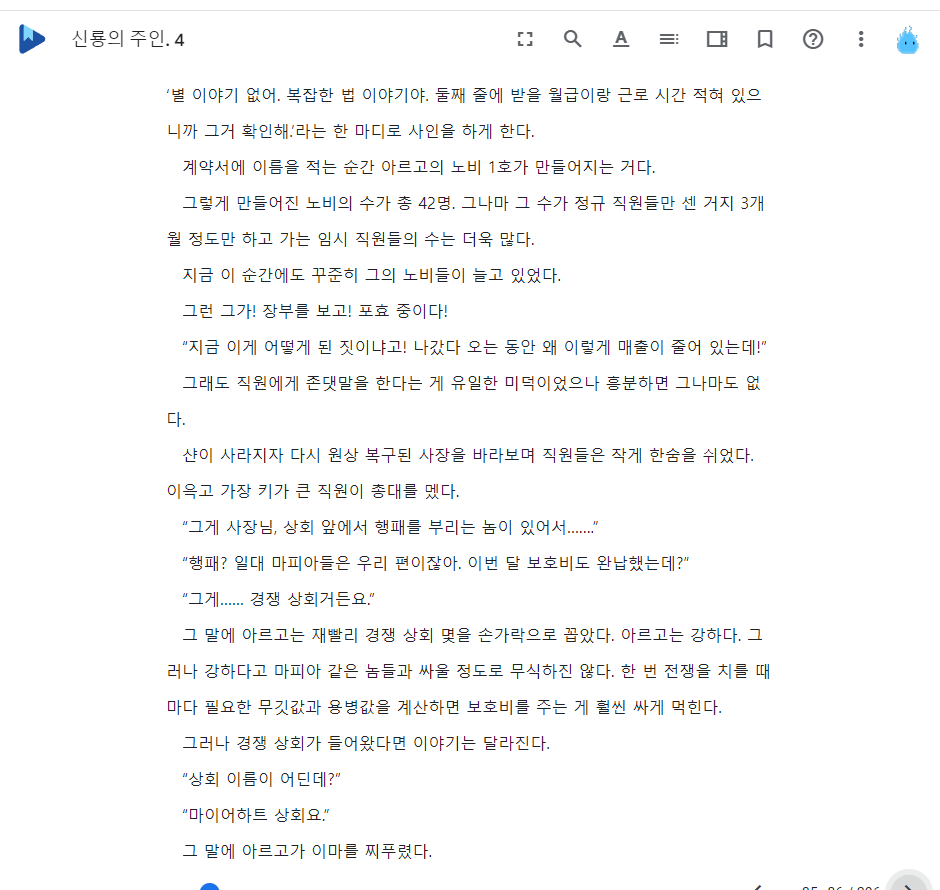 신룡의 주인. 4
‘별 이야기 없어. 복잡한 법 이야기야. 둘째 줄에 받을 월급이랑 근로 시간 적혀 있으
니까 그거 확인해.’라는 한 마디로 사인을 하게 한다.
계약서에 이름을 적는 순간 아르고의 노비 1호가 만들어지는 거다.
그렇게 만들어진 노비의 수가 총 42명. 그나마 그 수가 정규 직원들만 센 거지 3개
월 정도만 하고 가는 임시 직원들의 수는 더욱 많다.
지금 이 순간에도 꾸준히 그의 노비들이 늘고 있었다.
그런 그가! 장부를 보고! 포효 중이다!
“지금 이게 어떻게 된 짓이냐고! 나갔다 오는 동안 왜 이렇게 매출이 줄어 있는데!”
그래도 직원에게 존댓말을 한다는 게 유일한 미덕이었으나 흥분하면 그나마도 없
다.
샨이 사라지자 다시 원상 복구된 사장을 바라보며 직원들은 작게 한숨을 쉬었다.
이윽고 가장 키가 큰 직원이 총대를 멨다.
“그게 사장님, 상회 앞에서 행패를 부리는 놈이 있어서…….”
“행패? 일대 마피아들은 우리 편이잖아. 이번 달 보호비도 완납했는데?”
“그게…… 경쟁 상회거든요.”
그 말에 아르고는 재빨리 경쟁 상회 몇을 손가락으로 꼽았다. 아르고는 강하다. 그
러나 강하다고 마피아 같은 놈들과 싸울 정도로 무식하진 않다. 한 번 전쟁을 치를 때
마다 필요한 무깃값과 용병값을 계산하면 보호비를 주는 게 훨씬 싸게 먹힌다.
그러나 경쟁 상회가 들어왔다면 이야기는 달라진다.
“상회 이름이 어딘데?”
“마이어하트 상회요.”
그 말에 아르고가 이마를 찌푸렸다.